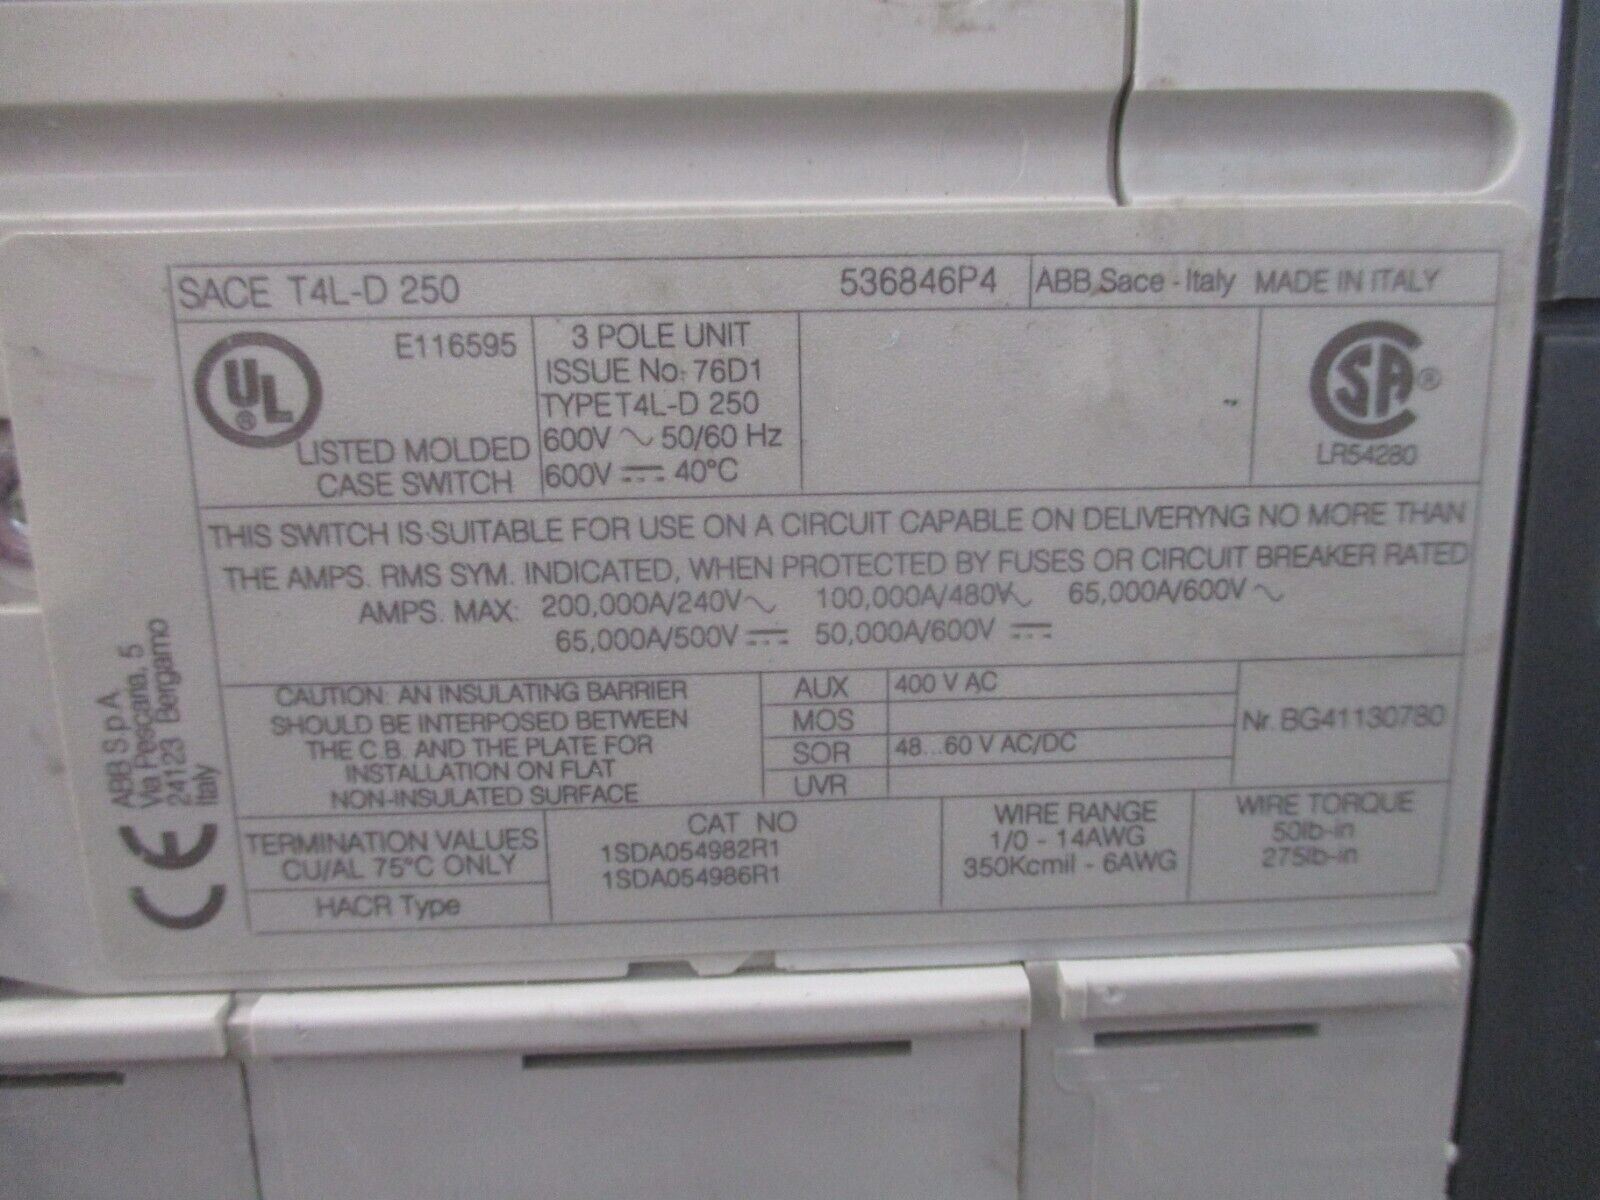 SACE T4L-D 250 536846P4 ABB Sace - Italy MADE IN ITALY
UL
®
E116595
LISTED MOLDED
CASE SWITCH
3 POLE UNIT
ISSUE No: 76D1
TYPE T4L-D 250
600V ~ 50/60 Hz
600V ⎓ 40°C
CSA ®
LR54280
THIS SWITCH IS SUITABLE FOR USE ON A CIRCUIT CAPABLE ON DELIVERYNG NO MORE THAN
THE AMPS. RMS SYM. INDICATED, WHEN PROTECTED BY FUSES OR CIRCUIT BREAKER RATED
AMPS. MAX: 200,000A/240V~ 100,000A/480V~ 65,000A/600V~
65,000A/500V ⎓ 50,000A/600V ⎓
ABB S p A
Via Pescaria, 5
24123 Bergamo
Italy
CE
CAUTION: AN INSULATING BARRIER
SHOULD BE INTERPOSED BETWEEN
THE C.B. AND THE PLATE FOR
INSTALLATION ON FLAT
NON-INSULATED SURFACE
AUX 400 V AC
MOS
SOR 48...60 V AC/DC
UVR
Nr. BG41130780
TERMINATION VALUES
CU/AL 75°C ONLY
HACR Type
CAT NO
1SDA054982R1
1SDA054986R1
WIRE RANGE
1/0 - 14AWG
350Kcmil - 6AWG
WIRE TORQUE
50lb-in
275lb-in